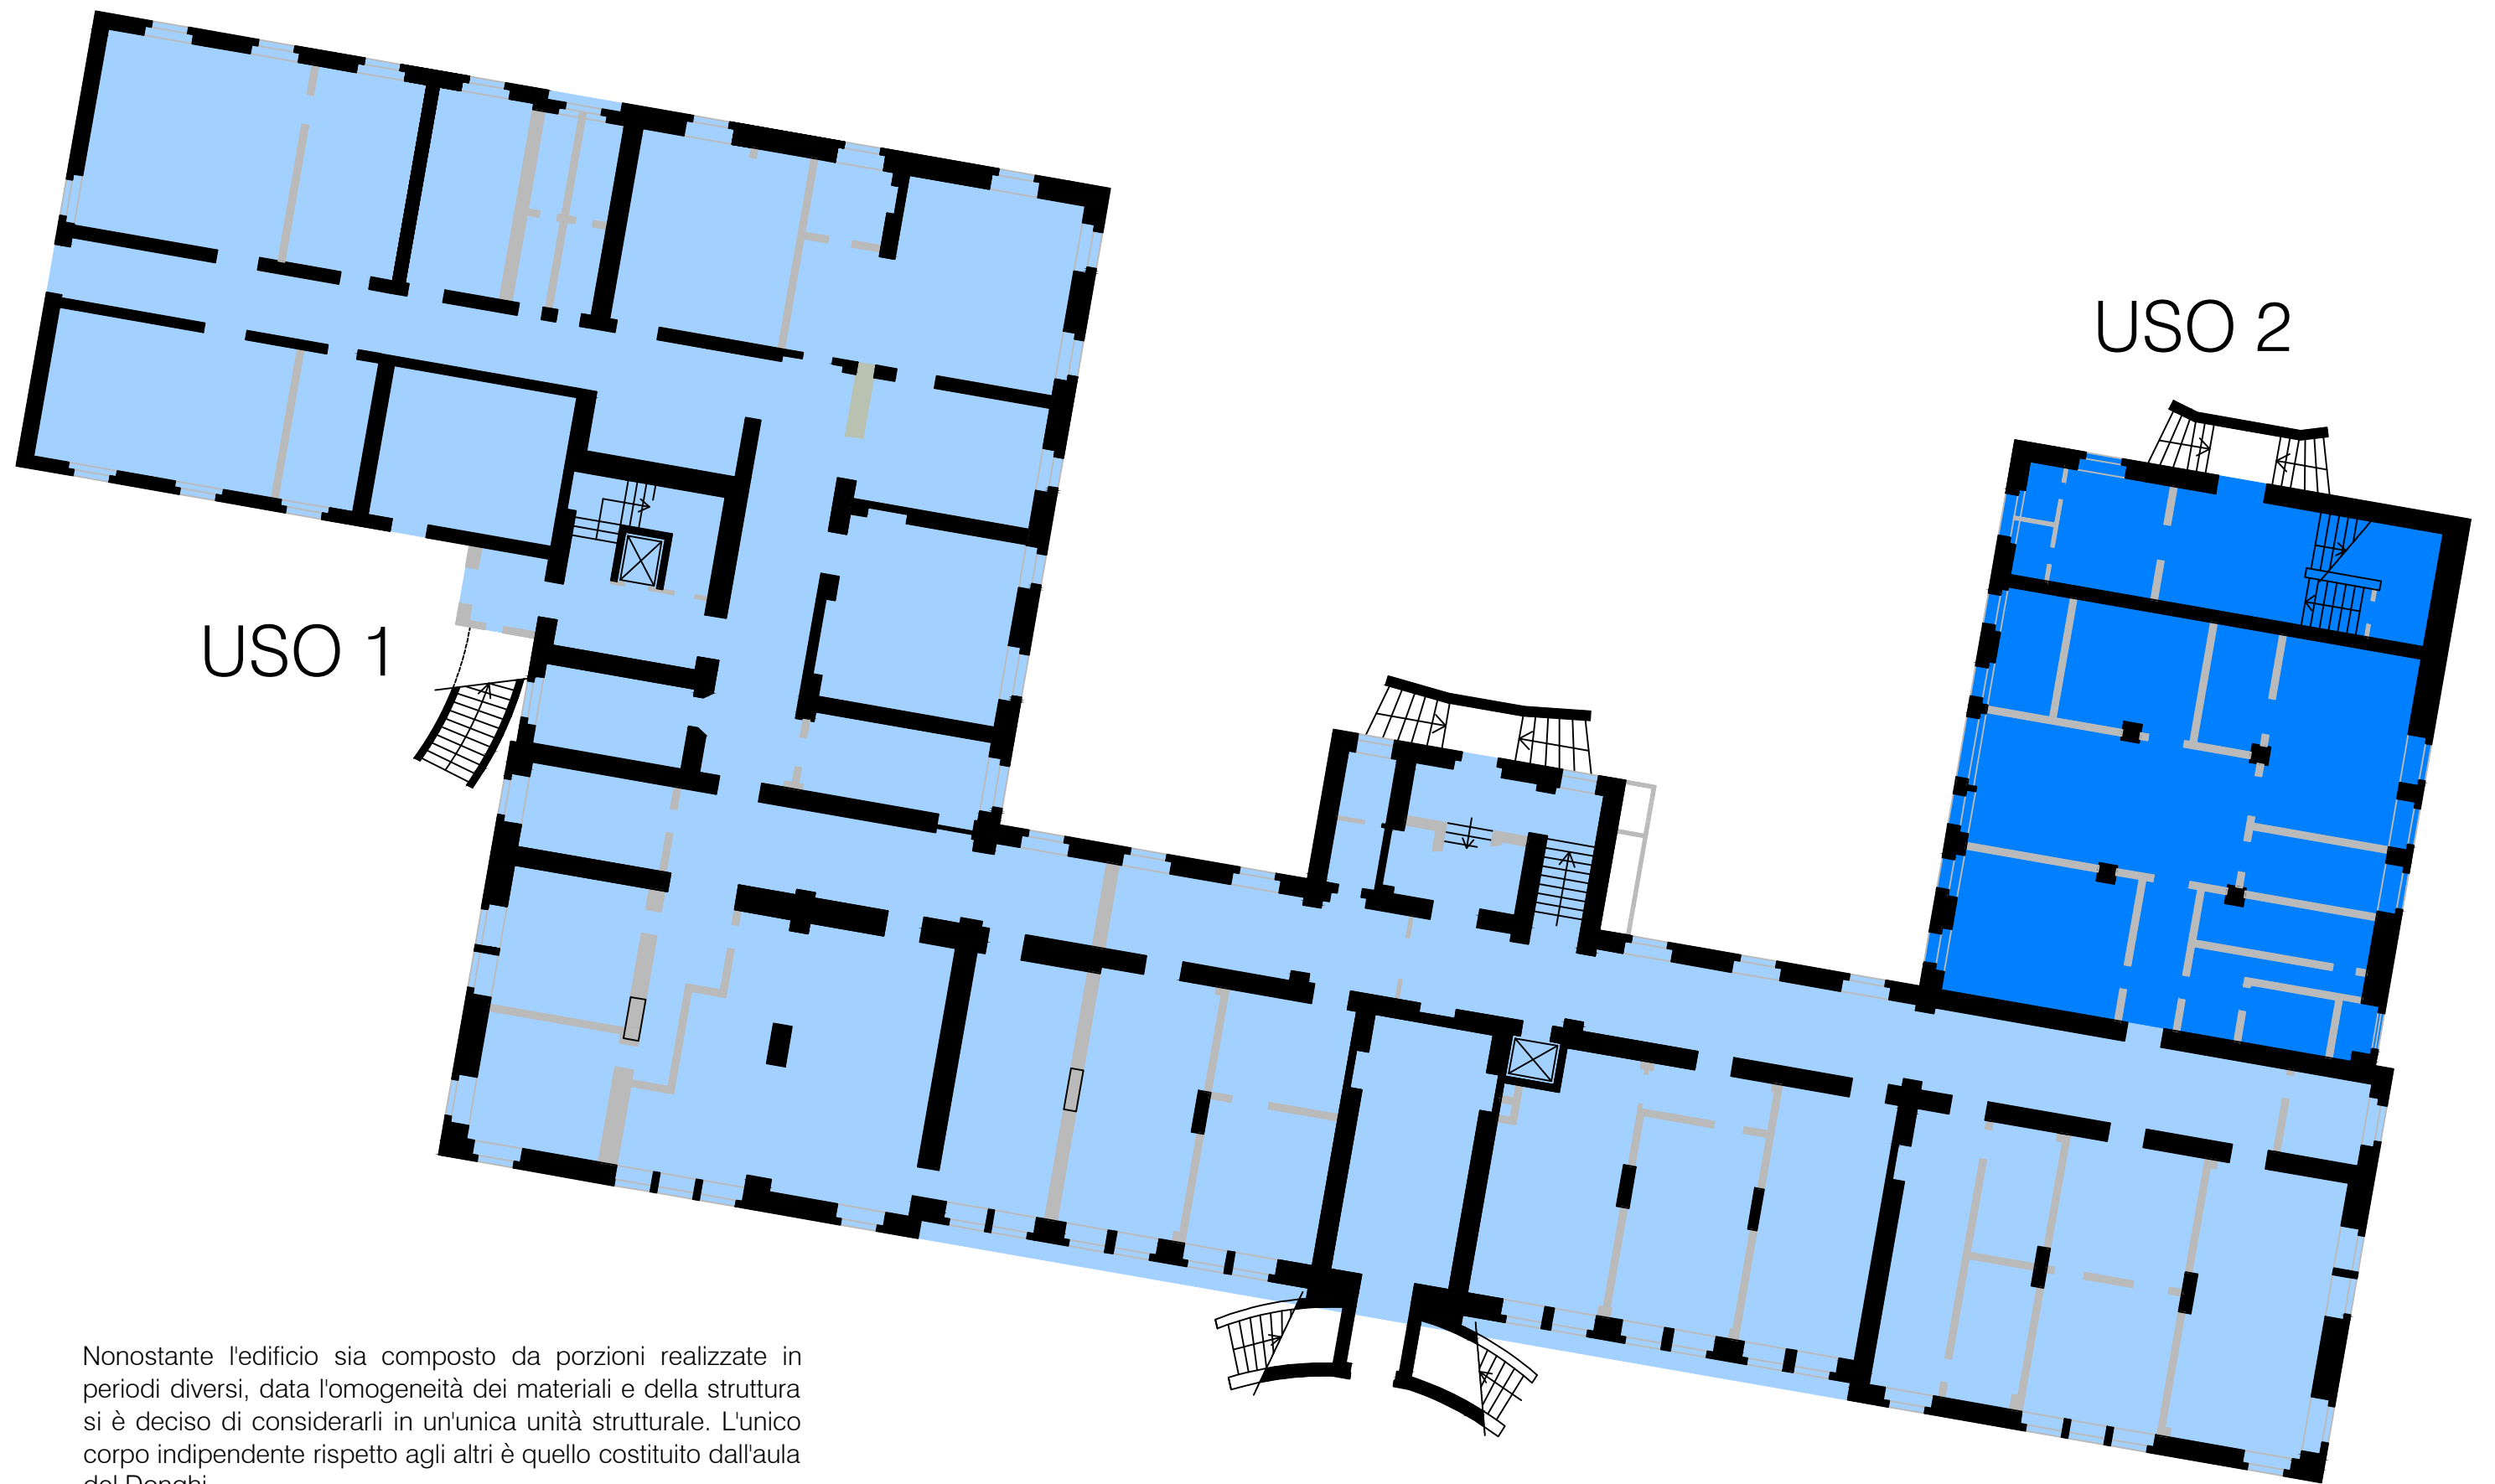 USO 2
USO 1
Nonostante l'edificio sia composto da porzioni realizzate in
periodi diversi, data l'omogeneità dei materiali e della struttura
si è deciso di considerarli in un'unica unità strutturale. L'unico
corpo indipendente rispetto agli altri è quello costituito dall'aula
del Donghi